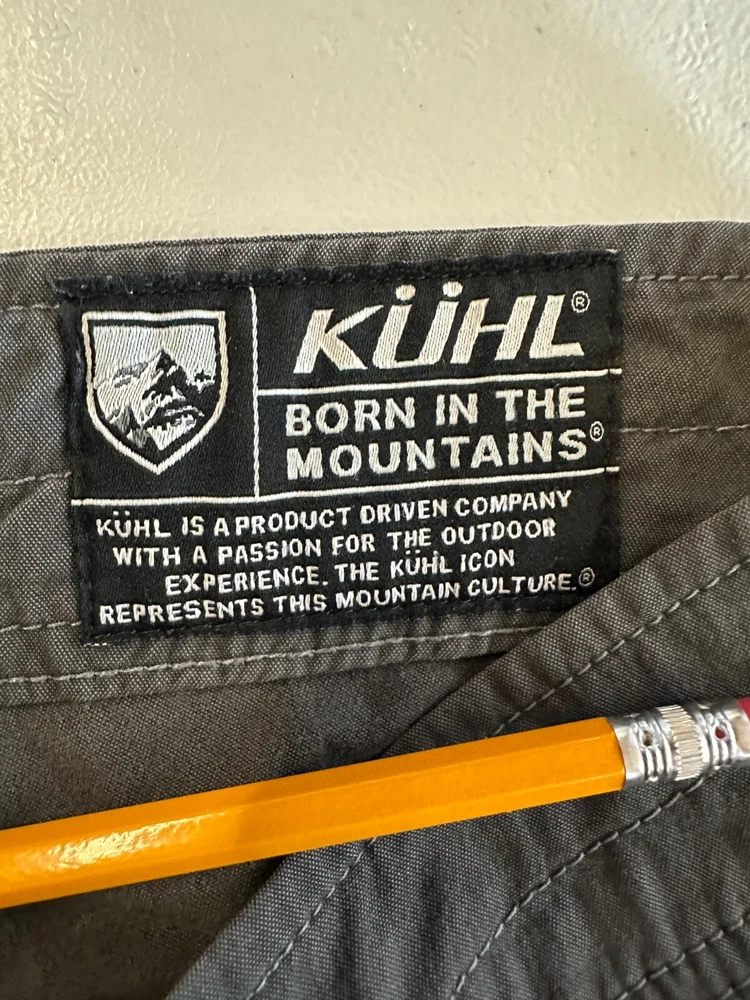 KÜHL®
BORN IN THE
MOUNTAINS®
KÜHL IS A PRODUCT DRIVEN COMPANY
WITH A PASSION FOR THE OUTDOOR
EXPERIENCE. THE KÜHL ICON
REPRESENTS THIS MOUNTAIN CULTURE.®